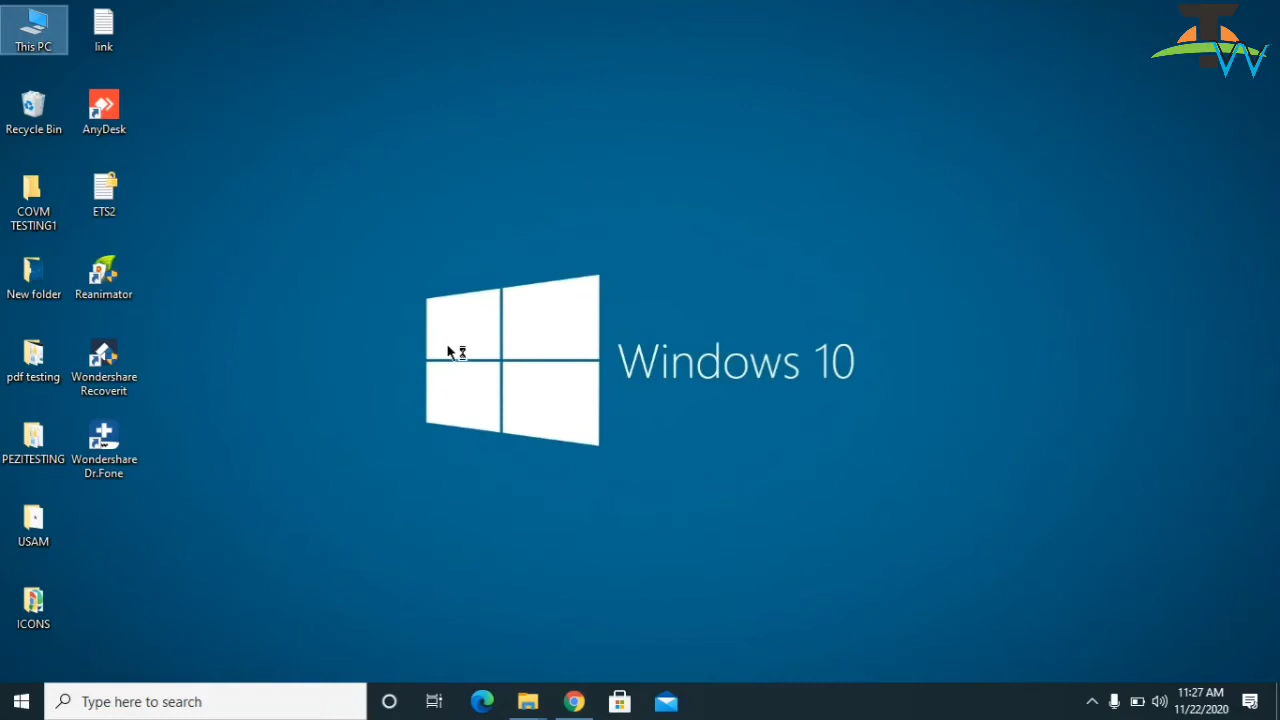 This PC
link
Recycle Bin
AnyDesk
COVM
TESTING1
ETS2
New folder
Reanimator
pdf testing
Wondershare
Recoverit
PEZITESTING
Wondershare
Dr.Fone
USAM
ICONS
Windows 10
TW
Type here to search
11:27 AM
11/22/2020